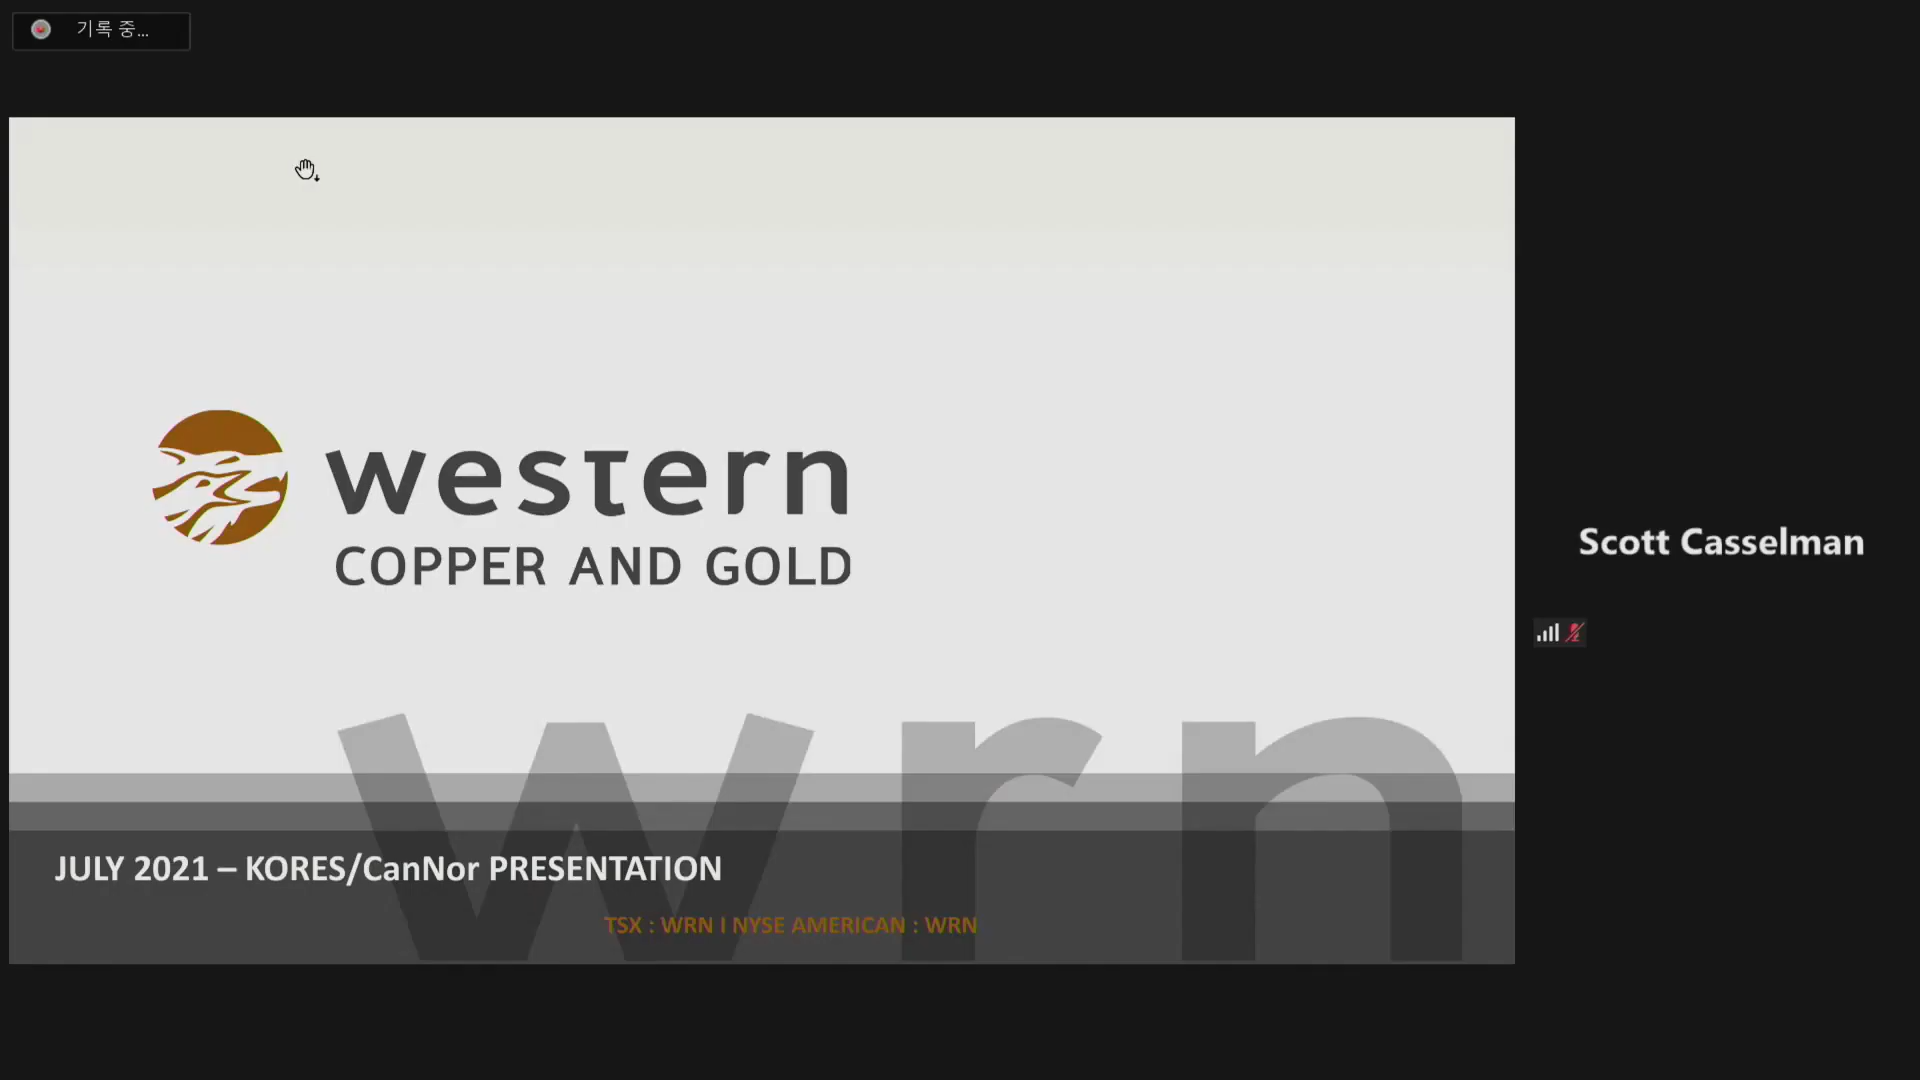 기록 중...
western
COPPER AND GOLD
Scott Casselman
wrn
JULY 2021 – KORES/CanNor PRESENTATION
TSX : WRN I NYSE AMERICAN : WRN